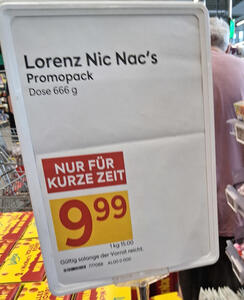 Lorenz Nic Nac's
Promopack
Dose 666 g
NUR FÜR
KURZE ZEIT
9.99
1 kg 15.00
Gültig solange der Vorrat reicht.